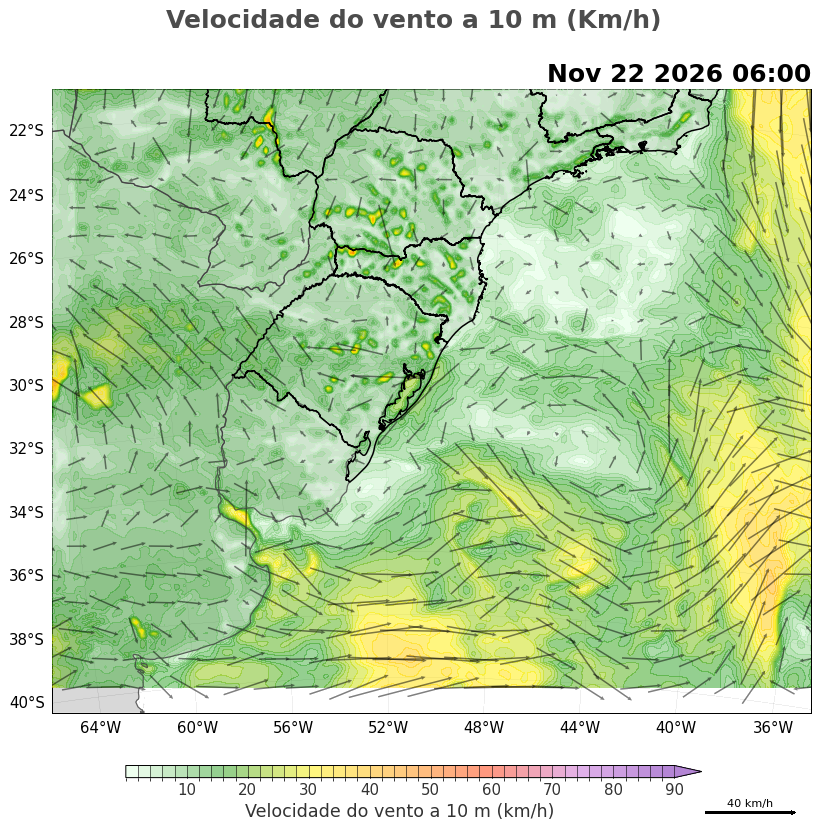 Velocidade do vento a 10 m (Km/h)
Nov 22 2026 06:00
22°S
24°S
26°S
28°S
30°S
32°S
34°S
36°S
38°S
40°S
64°W 60°W 56°W 52°W 48°W 44°W 40°W 36°W
10 20 30 40 50 60 70 80 90
Velocidade do vento a 10 m (km/h)
40 km/h